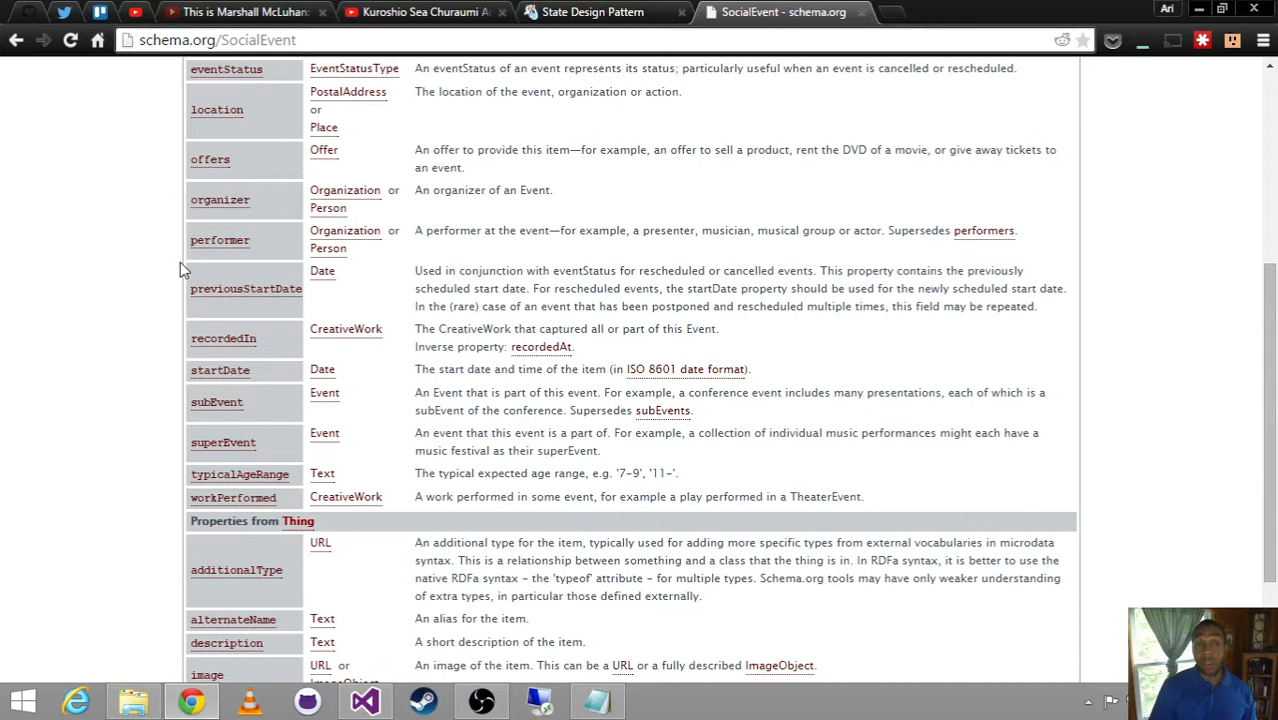 This is Marshall McLuhan:
Kuroshio Sea Churaumi A
State Design Pattern
SocialEvent - schema.org
Ari
schema.org/SocialEvent
eventStatus EventStatusType An eventStatus of an event represents its status; particularly useful when an event is cancelled or rescheduled.
location PostalAddress The location of the event, organization or action.
or
Place
offers Offer An offer to provide this item—for example, an offer to sell a product, rent the DVD of a movie, or give away tickets to
an event.
organizer Organization or An organizer of an Event.
Person
performer Organization or A performer at the event—for example, a presenter, musician, musical group or actor. Supersedes performers.
Person
previousStartDate Date Used in conjunction with eventStatus for rescheduled or cancelled events. This property contains the previously
scheduled start date. For rescheduled events, the startDate property should be used for the newly scheduled start date.
In the (rare) case of an event that has been postponed and rescheduled multiple times, this field may be repeated.
recordedIn CreativeWork The CreativeWork that captured all or part of this Event.
Inverse property: recordedAt.
startDate Date The start date and time of the item (in ISO 8601 date format).
subEvent Event An Event that is part of this event. For example, a conference event includes many presentations, each of which is a
subEvent of the conference. Supersedes subEvents.
superEvent Event An event that this event is a part of. For example, a collection of individual music performances might each have a
music festival as their superEvent.
typicalAgeRange Text The typical expected age range, e.g. '7-9', '11-'.
workPerformed CreativeWork A work performed in some event, for example a play performed in a TheaterEvent.
Properties from Thing
additionalType URL An additional type for the item, typically used for adding more specific types from external vocabularies in microdata
syntax. This is a relationship between something and a class that the thing is in. In RDFa syntax, it is better to use the
native RDFa syntax - the 'typeof' attribute - for multiple types. Schema.org tools may have only weaker understanding
of extra types, in particular those defined externally.
alternateName Text An alias for the item.
description Text A short description of the item.
image URL or An image of the item. This can be a URL or a fully described ImageObject.